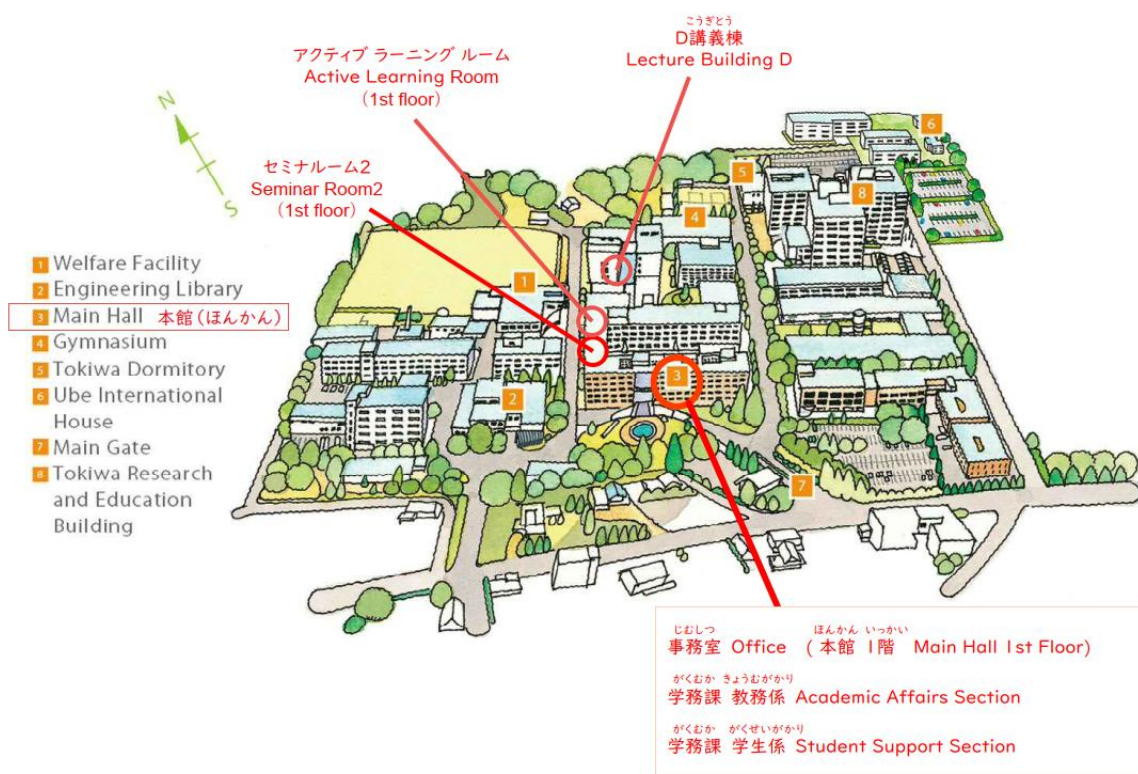 こうぎとう
D講義棟
Lecture Building D
アクティブ ラーニング ルーム
Active Learning Room
(1st floor)
セミナルーム2
Seminar Room2
(1st floor)
N
S
1 Welfare Facility
2 Engineering Library
3 Main Hall 本館(ほんかん)
4 Gymnasium
5 Tokiwa Dormitory
6 Ube International
House
7 Main Gate
8 Tokiwa Research
and Education
Building
6
5
8
4
1
3
2
7
じむしつ ほんかん いっかい
事務室 Office (本館 1階 Main Hall 1st Floor)
がくむか きょうむがかり
学務課 教務係 Academic Affairs Section
がくむか がくせいがかり
学務課 学生係 Student Support Section